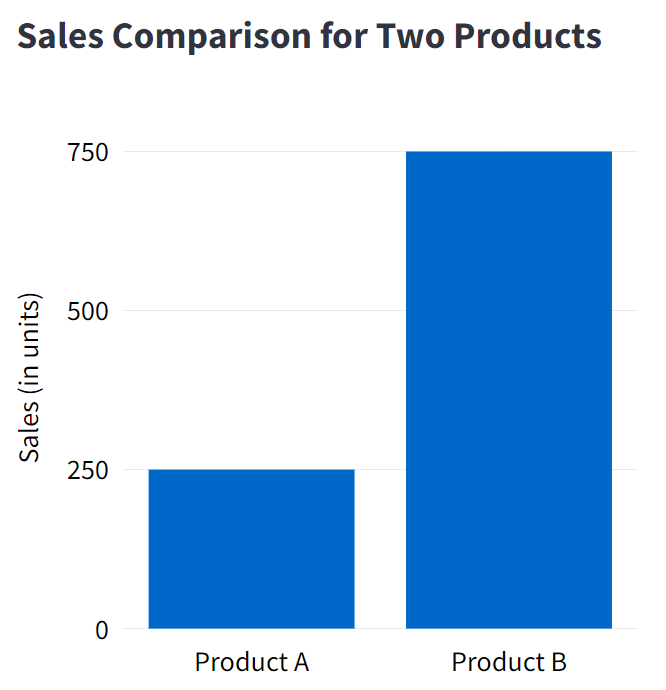 Sales Comparison for Two Products
750
500
250
0
Sales (in units)
Product A
Product B